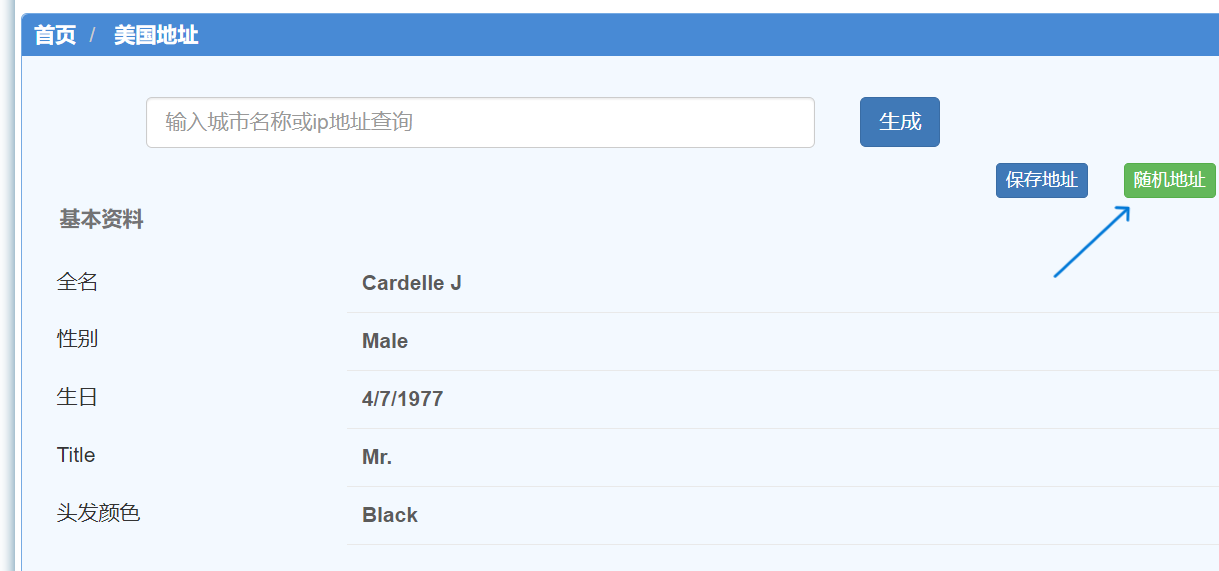 首页 / 美国地址
输入城市名称或ip地址查询 生成
保存地址 随机地址
基本资料
全名 Cardelle J
性别 Male
生日 4/7/1977
Title Mr.
头发颜色 Black